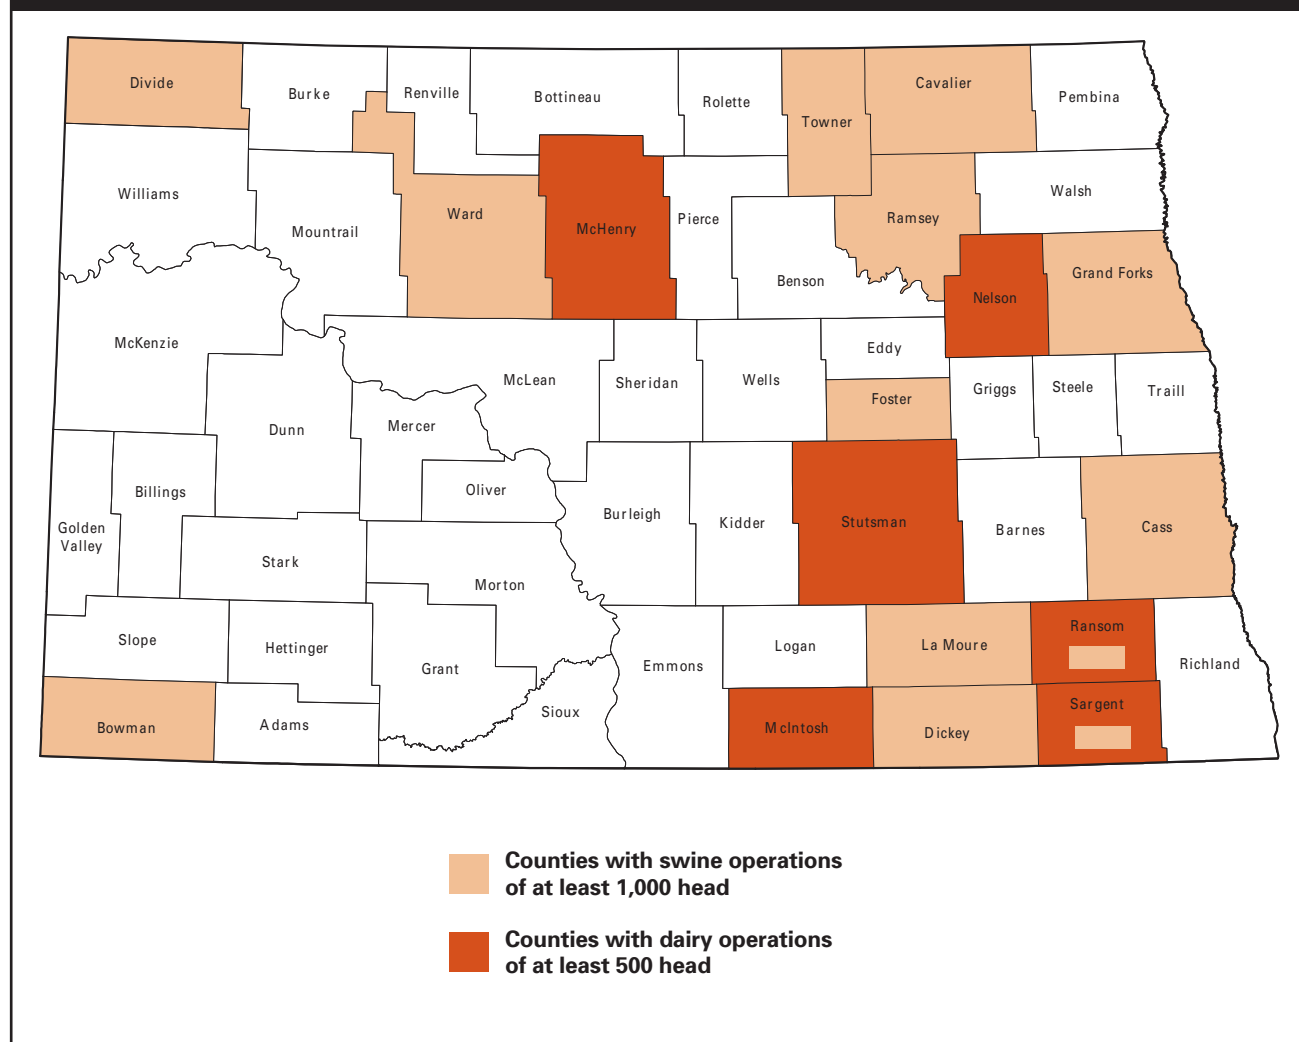 Divide
Burke
Renville
Bottineau
Rolette
Towner
Cavalier
Pembina
Williams
Mountrail
Ward
McHenry
Pierce
Benson
Ramsey
Walsh
Nelson
Grand Forks
McKenzie
Dunn
McLean
Mercer
Oliver
Sheridan
Wells
Eddy
Foster
Griggs
Steele
Traill
Golden
Valley
Billings
Stark
Morton
Burleigh
Kidder
Stutsman
Barnes
Cass
Slope
Hettinger
Grant
Sioux
Emmons
Logan
La Moure
Ransom
Richland
Bowman
Adams
McIntosh
Dickey
Sargent
Counties with swine operations
of at least 1,000 head
Counties with dairy operations
of at least 500 head